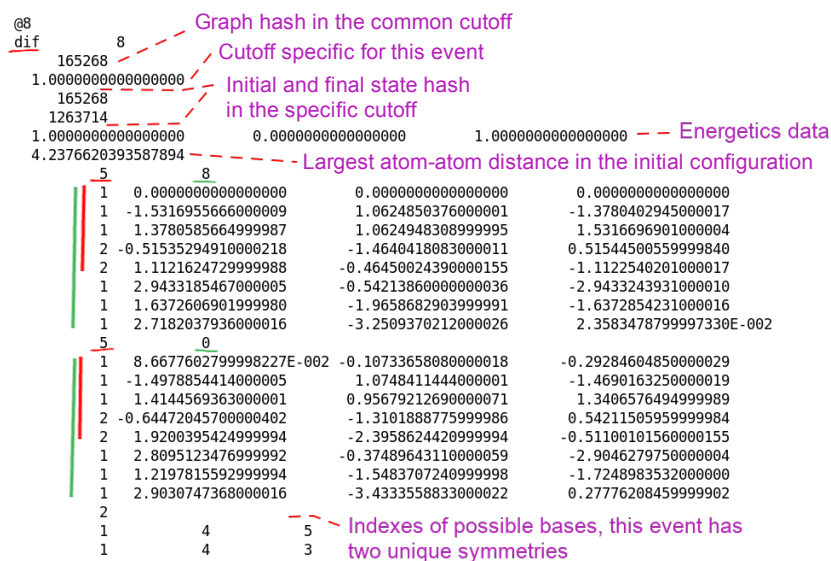 @8
Graph hash in the common cutoff
dif 8
165268
Cutoff specific for this event
1.0000000000000000
Initial and final state hash
165268
in the specific cutoff
1263714
1.0000000000000000 0.0000000000000000 1.0000000000000000 Energetics data
4.2376620393587894 Largest atom-atom distance in the initial configuration
5 8
1 0.0000000000000000 0.0000000000000000 0.0000000000000000
1 -1.5316955666000009 1.0624850376000001 -1.3780402945000017
1 1.3780585664999987 1.0624948308999995 1.5316696901000004
2 -0.51535294910000218 -1.4640418083000011 0.51544500559999840
2 1.1121624729999988 -0.46450024390000155 -1.1122540201000017
1 2.9433185467000005 -0.54213860000000036 -2.9433243931000010
1 1.6372606901999980 -1.9658682903999991 -1.6372854231000016
1 2.7182037936000016 -3.2509370212000026 2.3583478799997330E-002
5 0
1 8.6677602799998227E-002 -0.10733658080000018 -0.29284604850000029
1 -1.4978854414000005 1.0748411444000001 -1.4690163250000019
1 1.4144569363000001 0.95679212690000071 1.3406576494999989
2 -0.64472045700000402 -1.3101888775999986 0.54211505959999984
2 1.9200395424999994 -2.3958624420999994 -0.51100101560000155
1 2.8095123476999992 -0.37489643110000059 -2.9046279750000004
1 1.2197815592999994 -1.5483707240999998 -1.7248983532000000
1 2.9030747368000016 -3.4333558833000022 0.27776208459999902
2
1 4 5 Indexes of possible bases, this event has
1 4 3 two unique symmetries